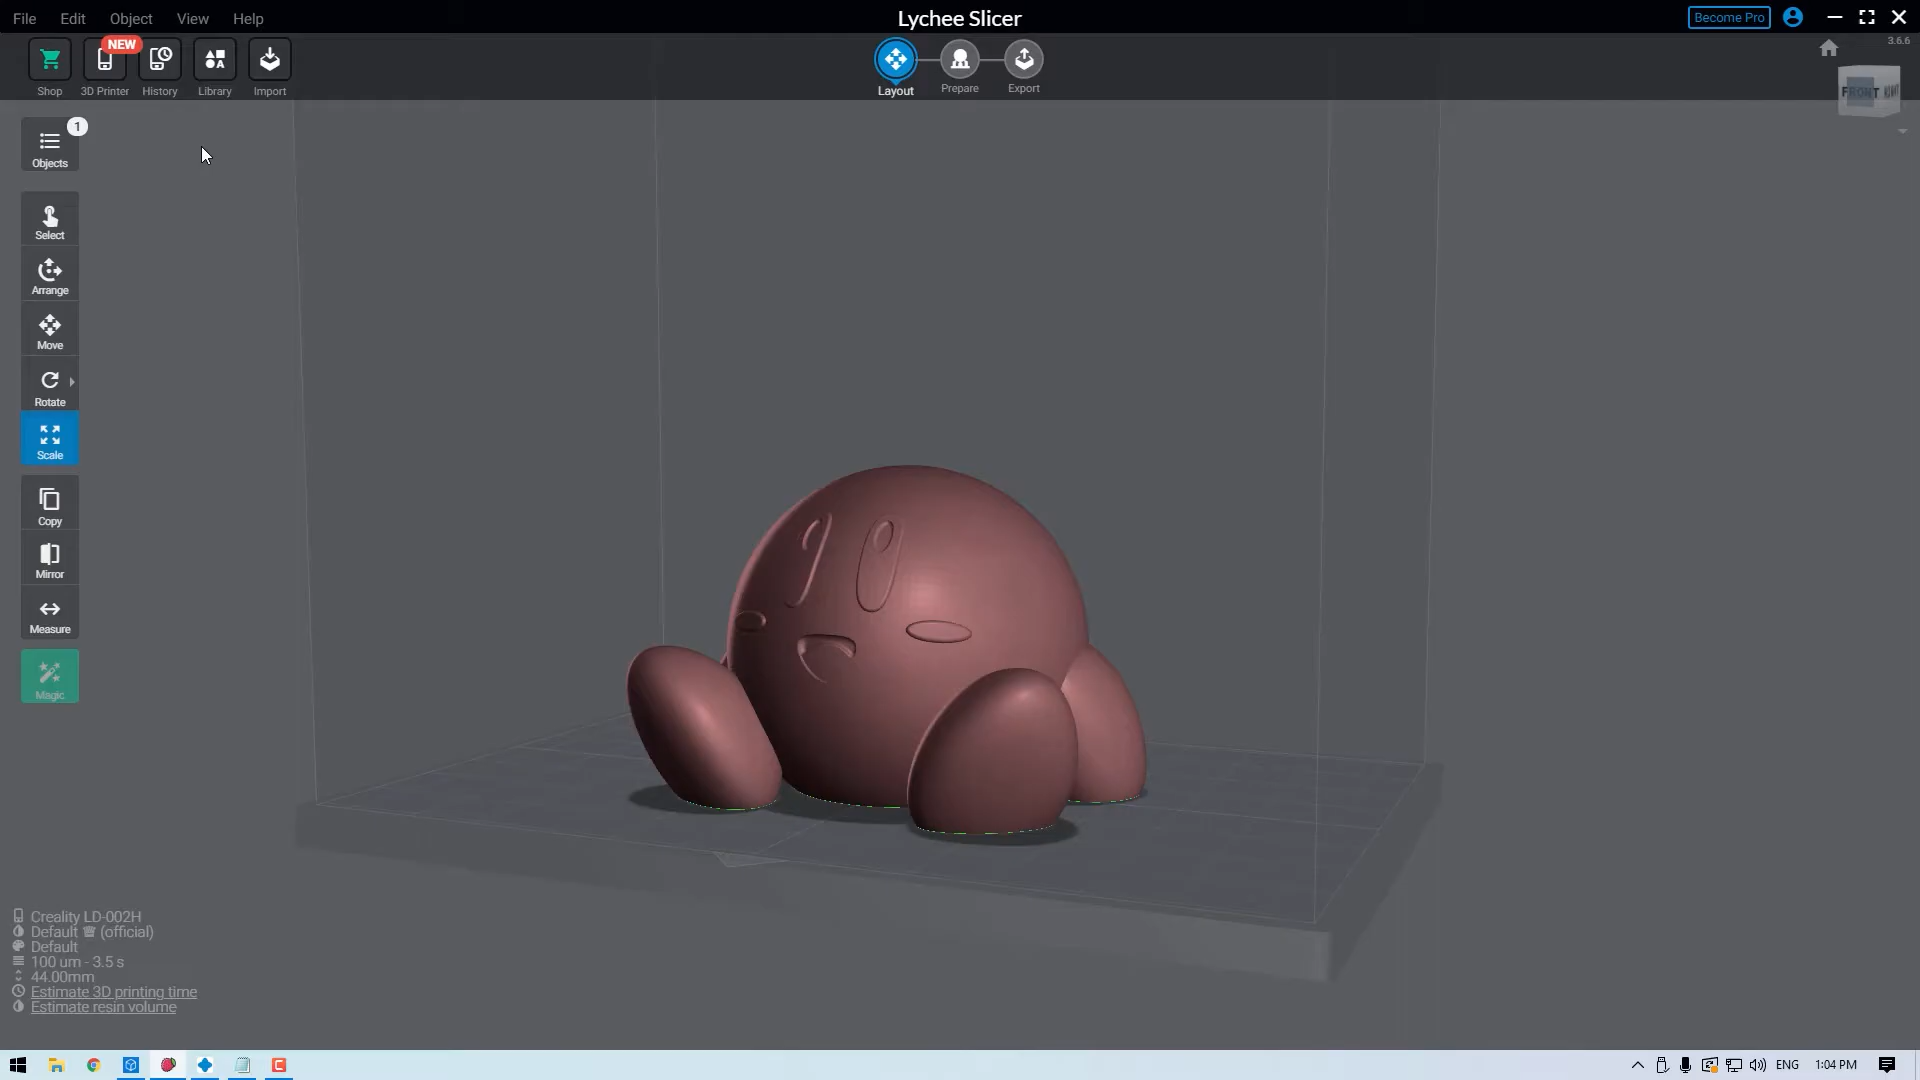 File Edit Object View Help
Lychee Slicer
Become Pro
NEW
Shop 3D Printer History Library Import
Layout Prepare Export
3.6.6
FRONT
1
Objects
Select
Arrange
Move
Rotate
Scale
Copy
Mirror
Measure
Magic
Creality LD-002H
Default (official)
Default
100 um - 3.5 s
44.00mm
Estimate 3D printing time
Estimate resin volume
ENG 1:04 PM